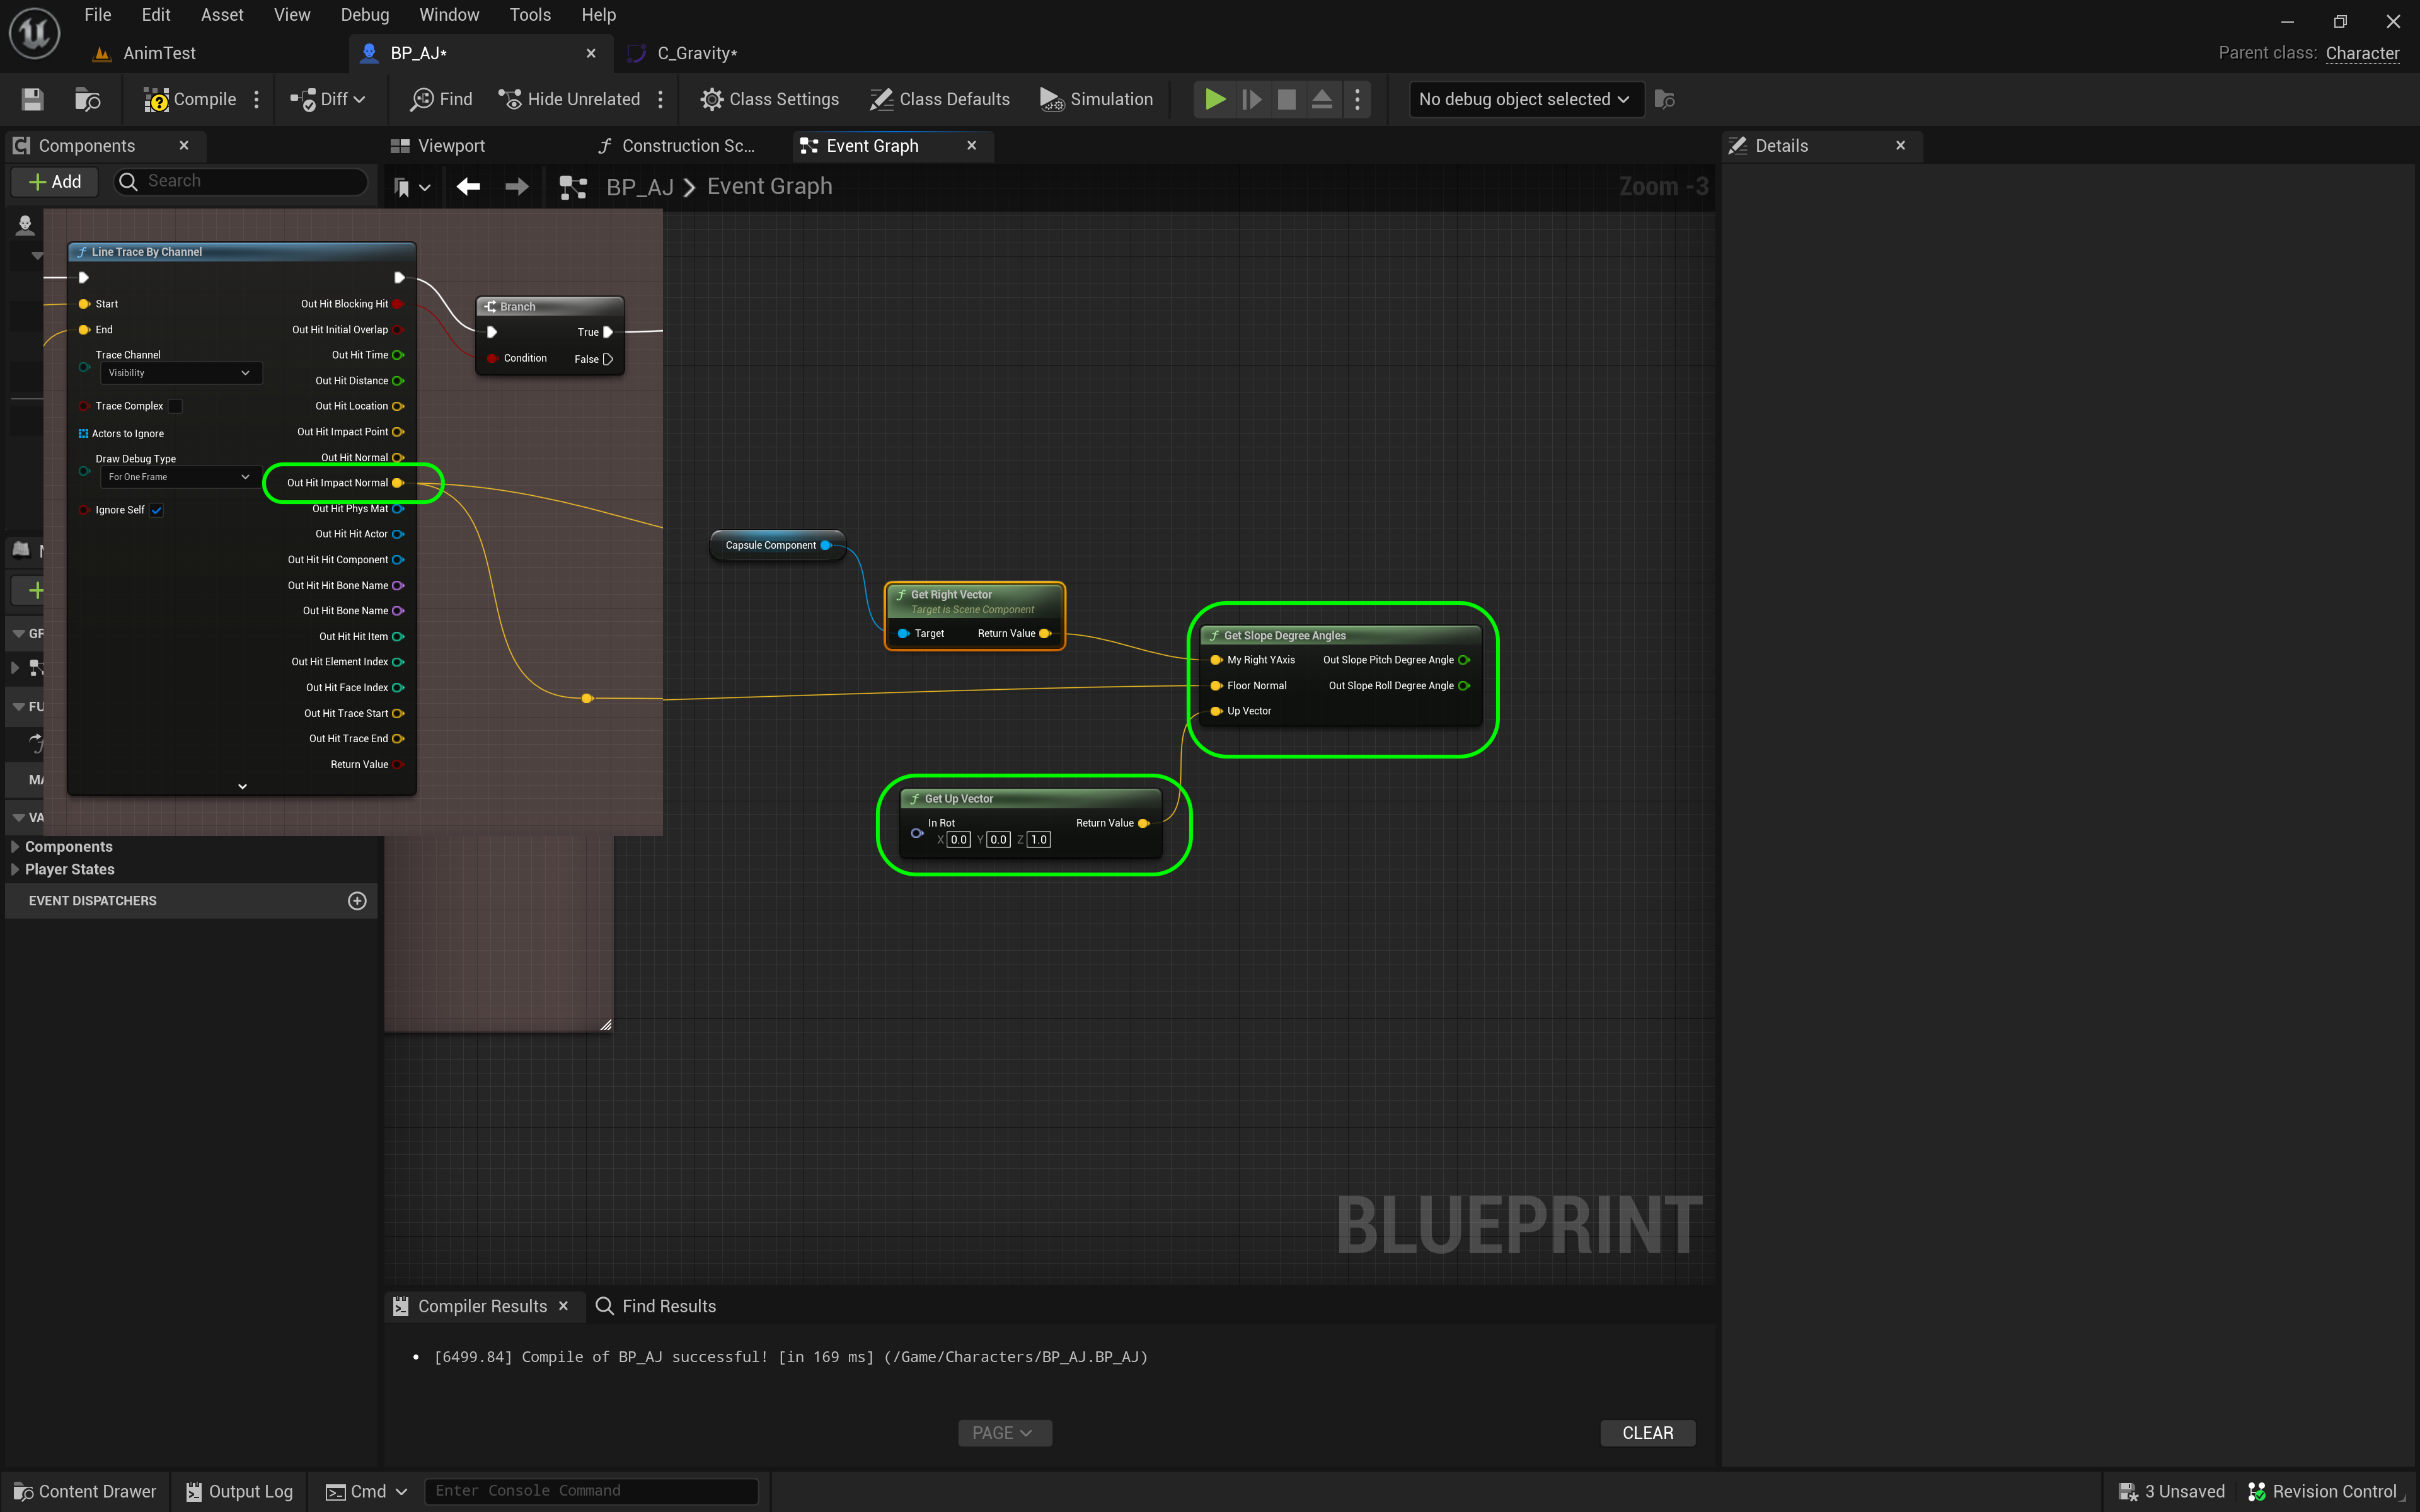 File Edit Asset View Debug Window Tools Help
AnimTest
BP_AJ*
C_Gravity*
Parent class: Character
Compile
Diff
Find
Hide Unrelated
Class Settings
Class Defaults
Simulation
No debug object selected
Components
Viewport
Construction Sc...
Event Graph
Details
Add
Search
BP_AJ > Event Graph
Zoom -3
Line Trace By Channel
Start
Out Hit Blocking Hit
End
Out Hit Initial Overlap
Trace Channel
Visibility
Out Hit Time
Out Hit Distance
Trace Complex
Out Hit Location
Actors to Ignore
Out Hit Impact Point
Draw Debug Type
For One Frame
Out Hit Normal
Out Hit Impact Normal
Ignore Self
Out Hit Phys Mat
Out Hit Hit Actor
Out Hit Hit Component
Out Hit Hit Bone Name
Out Hit Bone Name
Out Hit Hit Item
Out Hit Element Index
Out Hit Face Index
Out Hit Trace Start
Out Hit Trace End
Return Value
Branch
True
Condition
False
Capsule Component
Get Right Vector
Target is Scene Component
Target
Return Value
Get Slope Degree Angles
My Right YAxis
Out Slope Pitch Degree Angle
Floor Normal
Out Slope Roll Degree Angle
Up Vector
Get Up Vector
In Rot
Return Value
X 0.0 Y 0.0 Z 1.0
M
GR
FU
MA
VA
Components
Player States
EVENT DISPATCHERS
BLUEPRINT
Compiler Results
Find Results
• [6499.84] Compile of BP_AJ successful! [in 169 ms] (/Game/Characters/BP_AJ.BP_AJ)
PAGE
CLEAR
Content Drawer
Output Log
Cmd
Enter Console Command
3 Unsaved
Revision Control